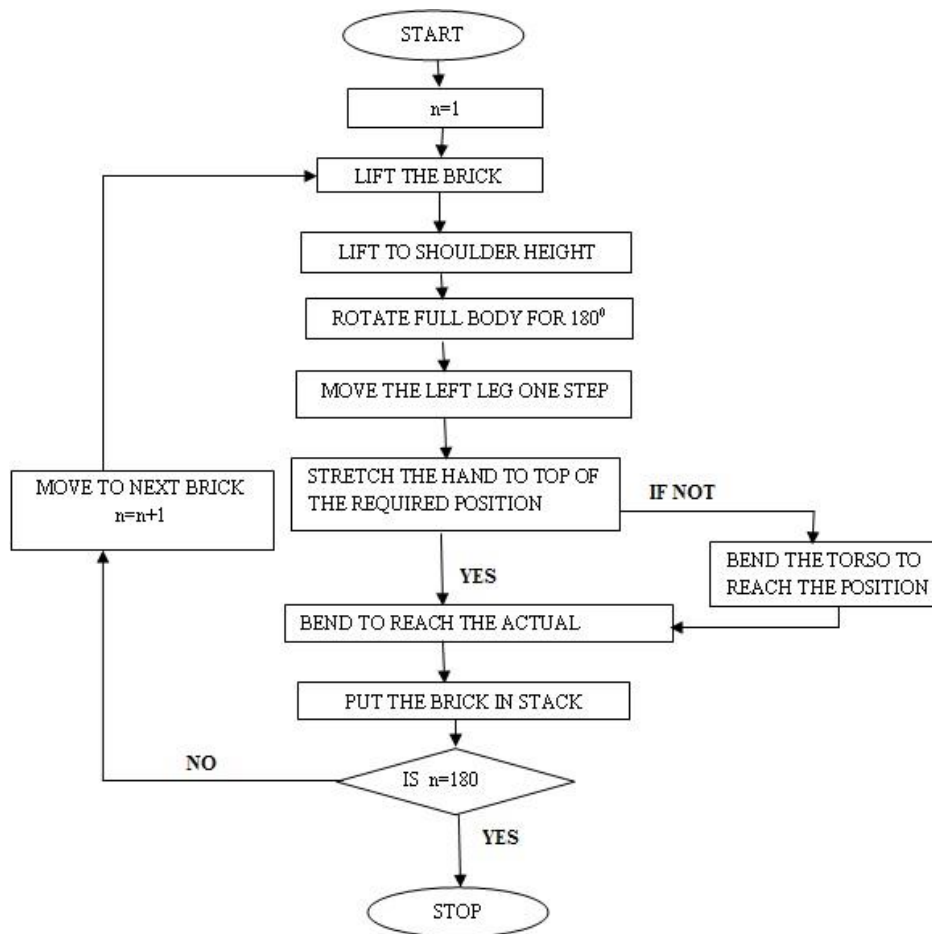 START
n=1
LIFT THE BRICK
LIFT TO SHOULDER HEIGHT
ROTATE FULL BODY FOR 180⁰
MOVE THE LEFT LEG ONE STEP
STRETCH THE HAND TO TOP OF
THE REQUIRED POSITION
IF NOT
BEND THE TORSO TO
REACH THE POSITION
YES
BEND TO REACH THE ACTUAL
PUT THE BRICK IN STACK
IS n=180
NO
MOVE TO NEXT BRICK
n=n+1
YES
STOP